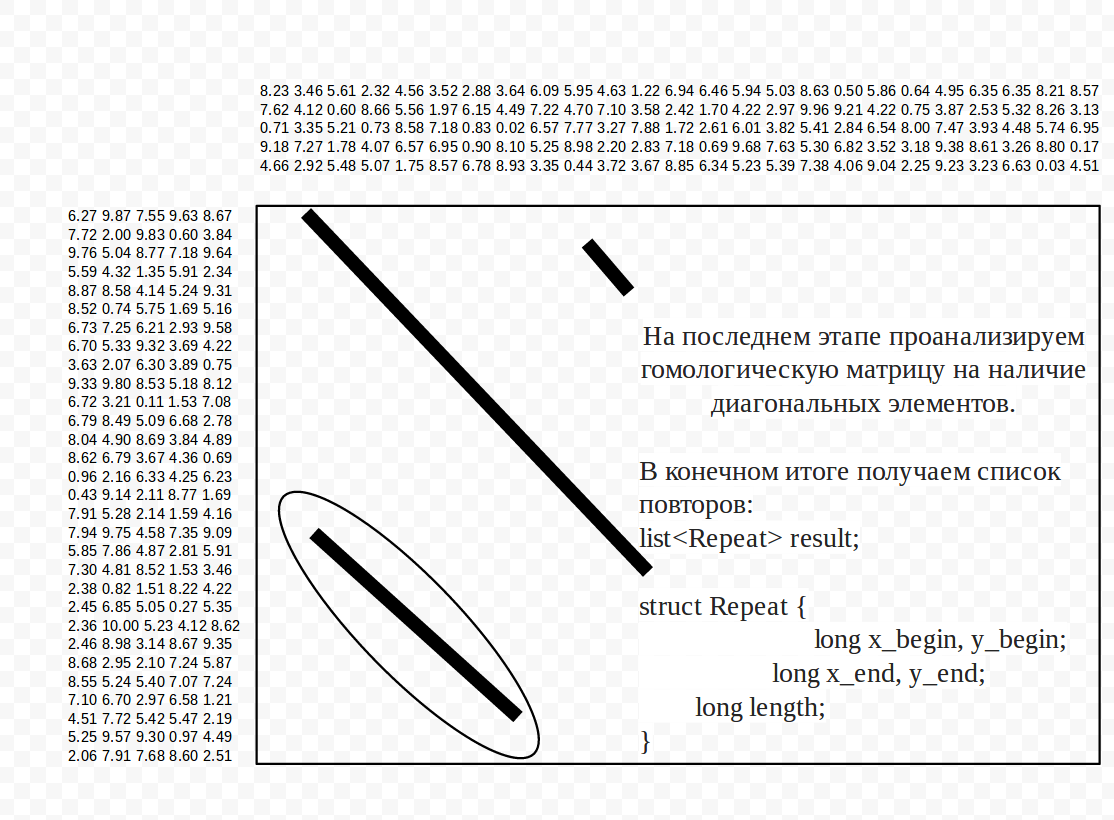 8.23 3.46 5.61 2.32 4.56 3.52 2.88 3.64 6.09 5.95 4.63 1.22 6.94 6.46 5.94 5.03 8.63 0.50 5.86 0.64 4.95 6.35 6.35 8.21 8.57
7.62 4.12 0.60 8.66 5.56 1.97 6.15 4.49 7.22 4.70 7.10 3.58 2.42 1.70 4.22 2.97 9.96 9.21 4.22 0.75 3.87 2.53 5.32 8.26 3.13
0.71 3.35 5.21 0.73 8.58 7.18 0.83 0.02 6.57 7.77 3.27 7.88 1.72 2.61 6.01 3.82 5.41 2.84 6.54 8.00 7.47 3.93 4.48 5.74 6.95
9.18 7.27 1.78 4.07 6.57 6.95 0.90 8.10 5.25 8.98 2.20 2.83 7.18 0.69 9.68 7.63 5.30 6.82 3.52 3.18 9.38 8.61 3.26 8.80 0.17
4.66 2.92 5.48 5.07 1.75 8.57 6.78 8.93 3.35 0.44 3.72 3.67 8.85 6.34 5.23 5.39 7.38 4.06 9.04 2.25 9.23 3.23 6.63 0.03 4.51
6.27 9.87 7.55 9.63 8.67
7.72 2.00 9.83 0.60 3.84
9.76 5.04 8.77 7.18 9.64
5.59 4.32 1.35 5.91 2.34
8.87 8.58 4.14 5.24 9.31
8.52 0.74 5.75 1.69 5.16
6.73 7.25 6.21 2.93 9.58
6.70 5.33 9.32 3.69 4.22
3.63 2.07 6.30 3.89 0.75
9.33 9.80 8.53 5.18 8.12
6.72 3.21 0.11 1.53 7.08
6.79 8.49 5.09 6.68 2.78
8.04 4.90 8.69 3.84 4.89
8.62 6.79 3.67 4.36 0.69
0.96 2.16 6.33 4.25 6.23
0.43 9.14 2.11 8.77 1.69
7.91 5.28 2.14 1.59 4.16
7.94 9.75 4.58 7.35 9.09
5.85 7.86 4.87 2.81 5.91
7.30 4.81 8.52 1.53 3.46
2.38 0.82 1.51 8.22 4.22
2.45 6.85 5.05 0.27 5.35
2.36 10.00 5.23 4.12 8.62
2.46 8.98 3.14 8.67 9.35
8.68 2.95 2.10 7.24 5.87
8.55 5.24 5.40 7.07 7.24
7.10 6.70 2.97 6.58 1.21
4.51 7.72 5.42 5.47 2.19
5.25 9.57 9.30 0.97 4.49
2.06 7.91 7.68 8.60 2.51
На последнем этапе проанализируем
гомологическую матрицу на наличие
диагональных элементов.
В конечном итоге получаем список
повторов:
list<Repeat> result;
struct Repeat {
long x_begin, y_begin;
long x_end, y_end;
long length;
}